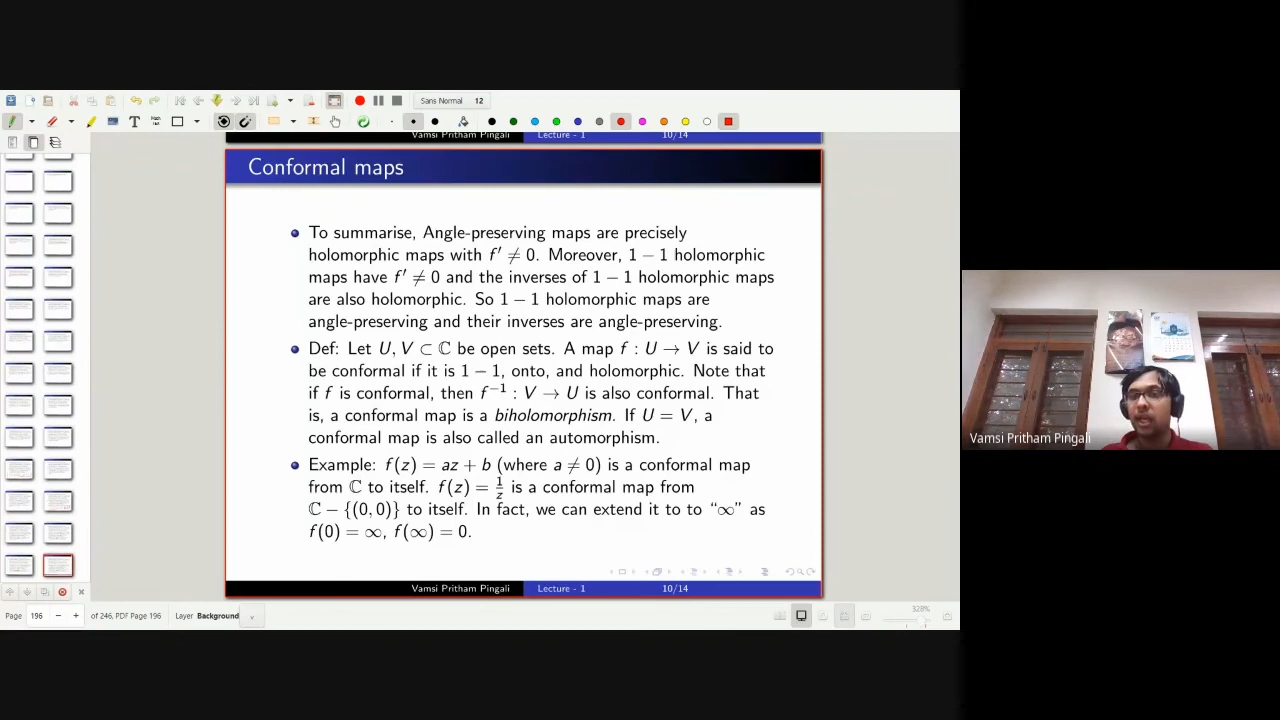 Sans Normal 12
Vamsi Pritham Pingali Lecture - 1 10/14
Conformal maps
To summarise, Angle-preserving maps are precisely
holomorphic maps with f′ ≠ 0. Moreover, 1 − 1 holomorphic
maps have f′ ≠ 0 and the inverses of 1 − 1 holomorphic maps
are also holomorphic. So 1 − 1 holomorphic maps are
angle-preserving and their inverses are angle-preserving.
Def: Let U, V ⊂ ℂ be open sets. A map f : U → V is said to
be conformal if it is 1 − 1, onto, and holomorphic. Note that
if f is conformal, then f⁻¹ : V → U is also conformal. That
is, a conformal map is a biholomorphism. If U = V, a
conformal map is also called an automorphism.
Example: f(z) = az + b (where a ≠ 0) is a conformal map
from ℂ to itself. f(z) = 1/z is a conformal map from
ℂ − {(0, 0)} to itself. In fact, we can extend it to to “∞” as
f(0) = ∞, f(∞) = 0.
Vamsi Pritham Pingali Lecture - 1 10/14
Page 196 − + of 246, PDF Page 196 Layer Background 328%
Vamsi Pritham Pingali